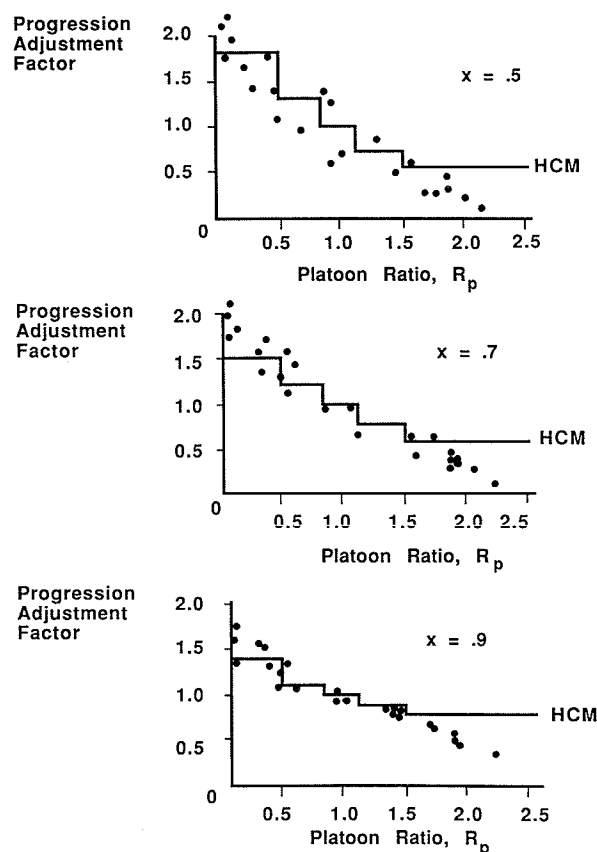 Progression
Adjustment
Factor
2.0
1.5
1.0
0.5
0
x = .5
HCM
0.5 1.0 1.5 2.0 2.5
Platoon Ratio, Rp
Progression
Adjustment
Factor
2.0
1.5
1.0
0.5
0
x = .7
HCM
0.5 1.0 1.5 2.0 2.5
Platoon Ratio, Rp
Progression
Adjustment
Factor
2.0
1.5
1.0
0.5
0
x = .9
HCM
0.5 1.0 1.5 2.0 2.5
Platoon Ratio, Rp